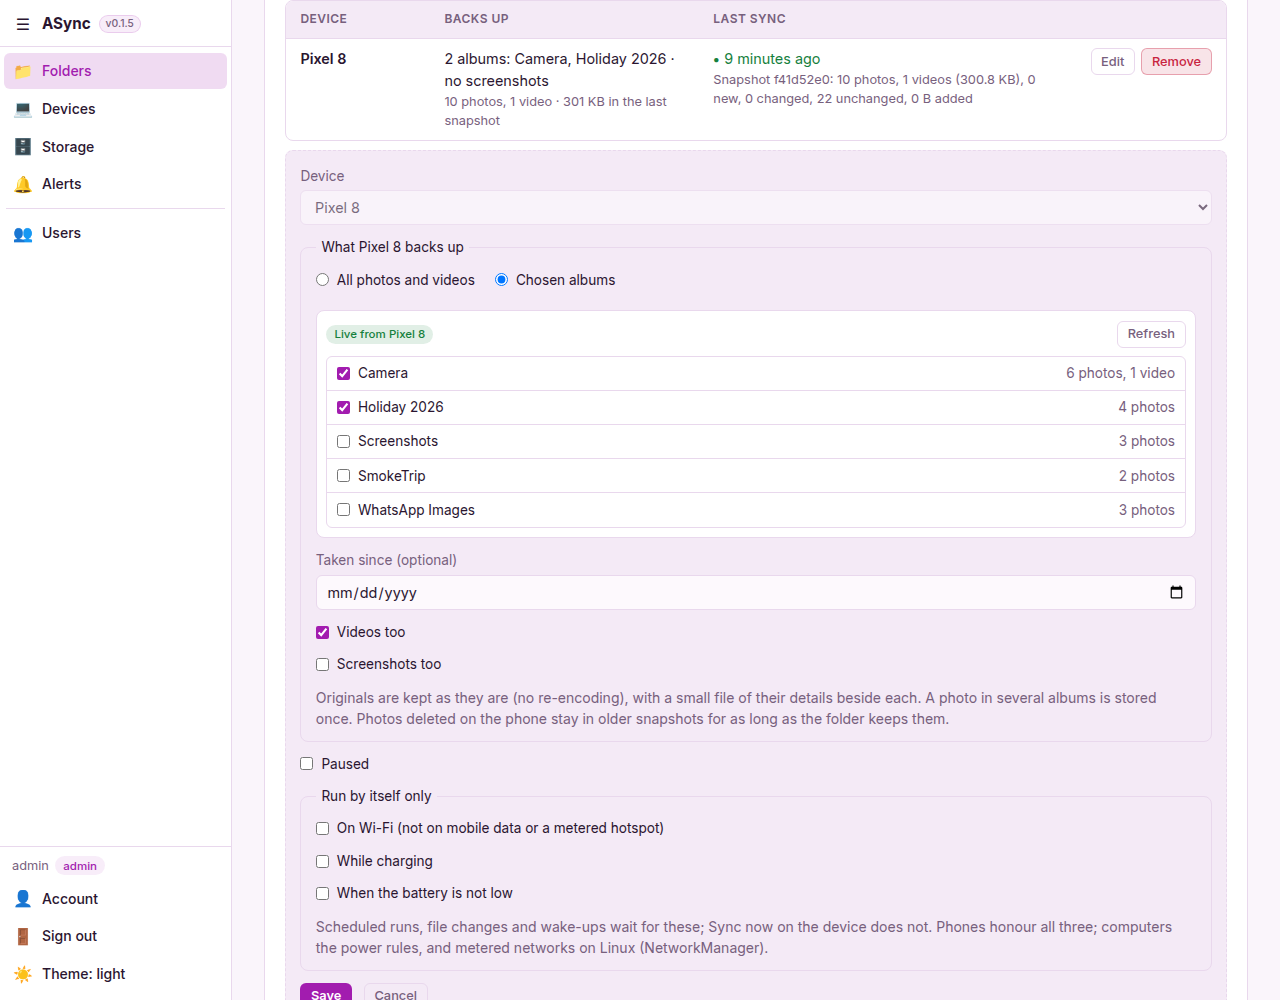 ☰ ASync v0.1.5
Folders
Devices
Storage
Alerts
Users
admin admin
Account
Sign out
Theme: light
DEVICE BACKS UP LAST SYNC
Pixel 8
2 albums: Camera, Holiday 2026 ·
no screenshots
10 photos, 1 video · 301 KB in the last
snapshot
• 9 minutes ago
Snapshot f41d52e0: 10 photos, 1 videos (300.8 KB), 0
new, 0 changed, 22 unchanged, 0 B added
Edit Remove
Device
Pixel 8
What Pixel 8 backs up
All photos and videos Chosen albums
Live from Pixel 8 Refresh
Camera 6 photos, 1 video
Holiday 2026 4 photos
Screenshots 3 photos
SmokeTrip 2 photos
WhatsApp Images 3 photos
Taken since (optional)
mm/dd/yyyy
Videos too
Screenshots too
Originals are kept as they are (no re-encoding), with a small file of their details beside each. A photo in several albums is stored
once. Photos deleted on the phone stay in older snapshots for as long as the folder keeps them.
Paused
Run by itself only
On Wi-Fi (not on mobile data or a metered hotspot)
While charging
When the battery is not low
Scheduled runs, file changes and wake-ups wait for these; Sync now on the device does not. Phones honour all three; computers
the power rules, and metered networks on Linux (NetworkManager).
Save Cancel